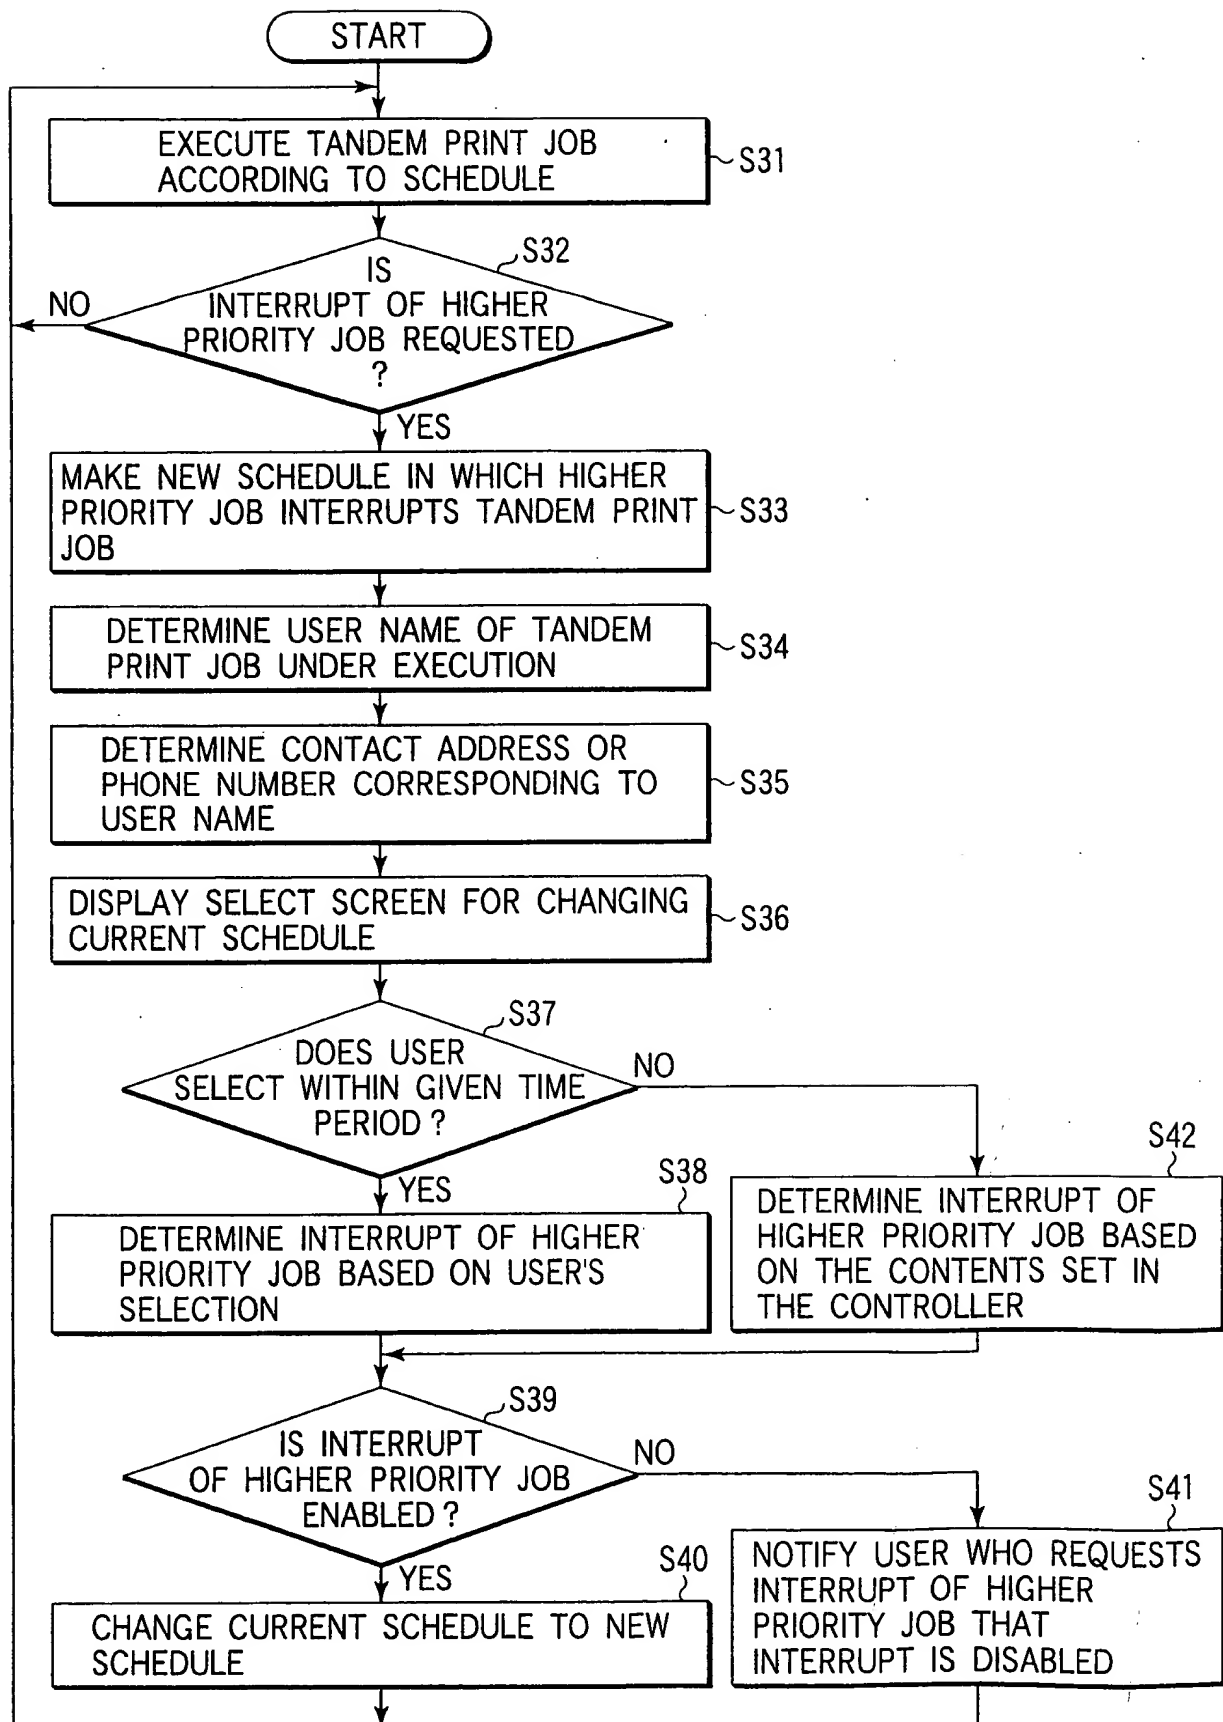 START
EXECUTE TANDEM PRINT JOB
ACCORDING TO SCHEDULE
S31
S32
IS
INTERRUPT OF HIGHER
PRIORITY JOB REQUESTED
?
NO
YES
MAKE NEW SCHEDULE IN WHICH HIGHER
PRIORITY JOB INTERRUPTS TANDEM PRINT
JOB
S33
DETERMINE USER NAME OF TANDEM
PRINT JOB UNDER EXECUTION
S34
DETERMINE CONTACT ADDRESS OR
PHONE NUMBER CORRESPONDING TO
USER NAME
S35
DISPLAY SELECT SCREEN FOR CHANGING
CURRENT SCHEDULE
S36
S37
DOES USER
SELECT WITHIN GIVEN TIME
PERIOD ?
NO
YES
S38
DETERMINE INTERRUPT OF HIGHER
PRIORITY JOB BASED ON USER'S
SELECTION
S42
DETERMINE INTERRUPT OF
HIGHER PRIORITY JOB BASED
ON THE CONTENTS SET IN
THE CONTROLLER
S39
IS INTERRUPT
OF HIGHER PRIORITY JOB
ENABLED ?
NO
YES
S40
CHANGE CURRENT SCHEDULE TO NEW
SCHEDULE
S41
NOTIFY USER WHO REQUESTS
INTERRUPT OF HIGHER
PRIORITY JOB THAT
INTERRUPT IS DISABLED